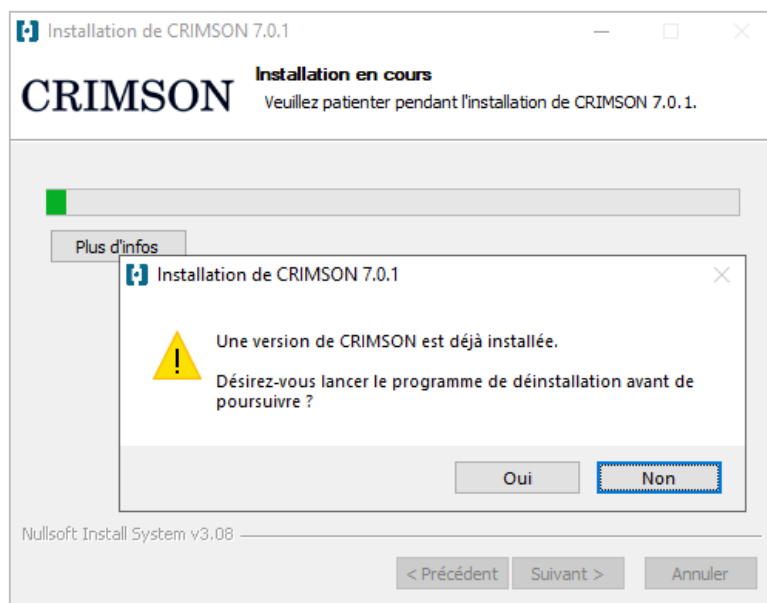 Installation de CRIMSON 7.0.1
CRIMSON
Installation en cours
Veuillez patienter pendant l'installation de CRIMSON 7.0.1.
Plus d'infos
Installation de CRIMSON 7.0.1
Une version de CRIMSON est déjà installée.
Désirez-vous lancer le programme de déinstallation avant de
poursuivre ?
Oui
Non
Nullsoft Install System v3.08
< Précédent
Suivant >
Annuler